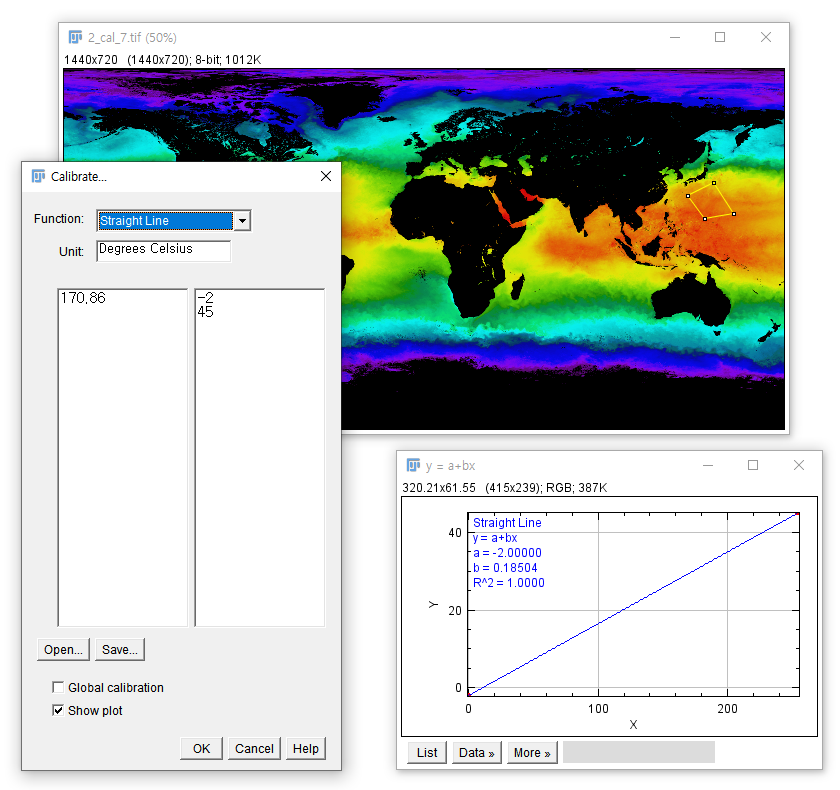 2_cal_7.tif (50%)
1440x720 (1440x720); 8-bit; 1012K
Calibrate...
Function: Straight Line
Unit: Degrees Celsius
170.86
-2
45
Open... Save...
Global calibration
Show plot
OK Cancel Help
y = a+bx
320.21x61.55 (415x239); RGB; 387K
Straight Line
y = a+bx
a = -2.00000
b = 0.18504
R^2 = 1.0000
40
20
0
Y
0 100 200
X
List Data » More »